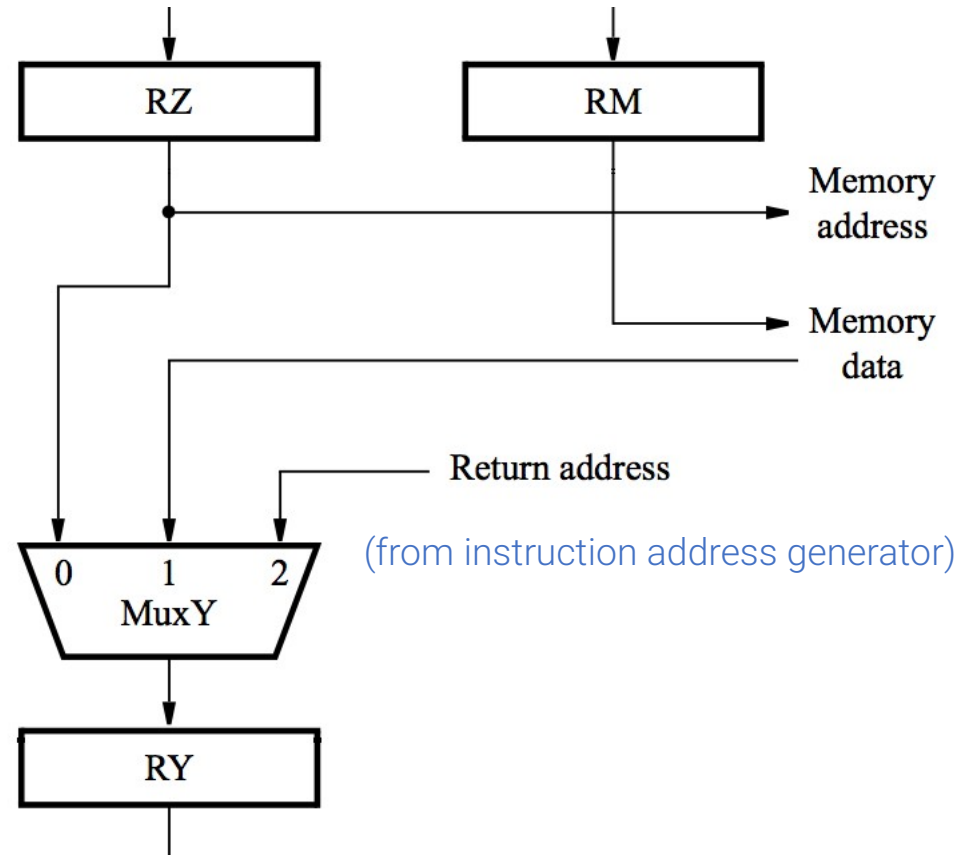 RZ
RM
Memory
address
Memory
data
Return address
(from instruction address generator)
0 1 2
MuxY
RY